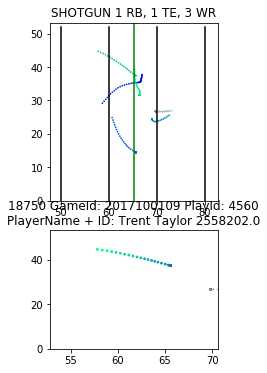 SHOTGUN 1 RB, 1 TE, 3 WR
50
40
30
20
10
0
50 60 70 80
18750 GameId: 2017100109 PlayId: 4560
PlayerName + ID: Trent Taylor 2558202.0
40
20
0
55 60 65 70